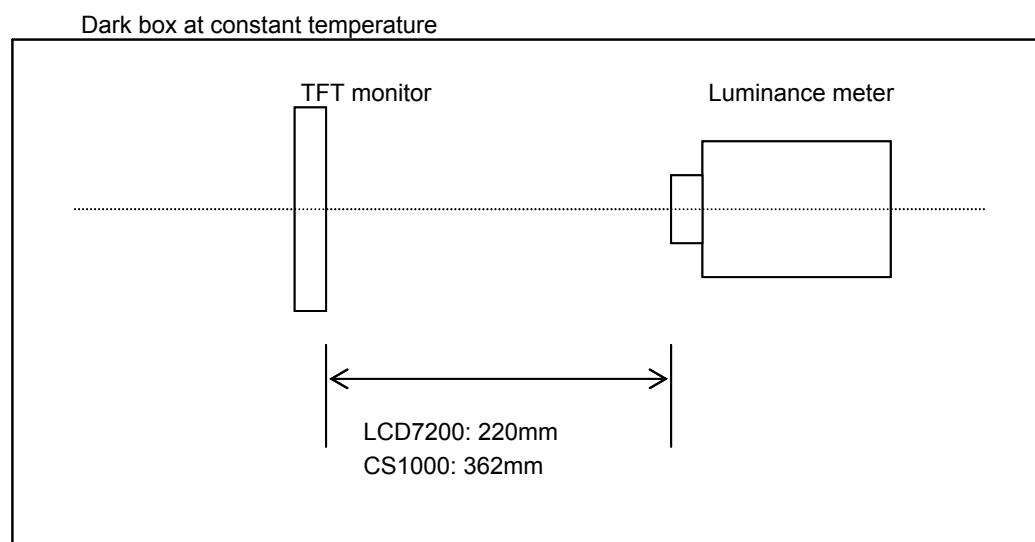 Dark box at constant temperature
TFT monitor
Luminance meter
LCD7200: 220mm
CS1000: 362mm